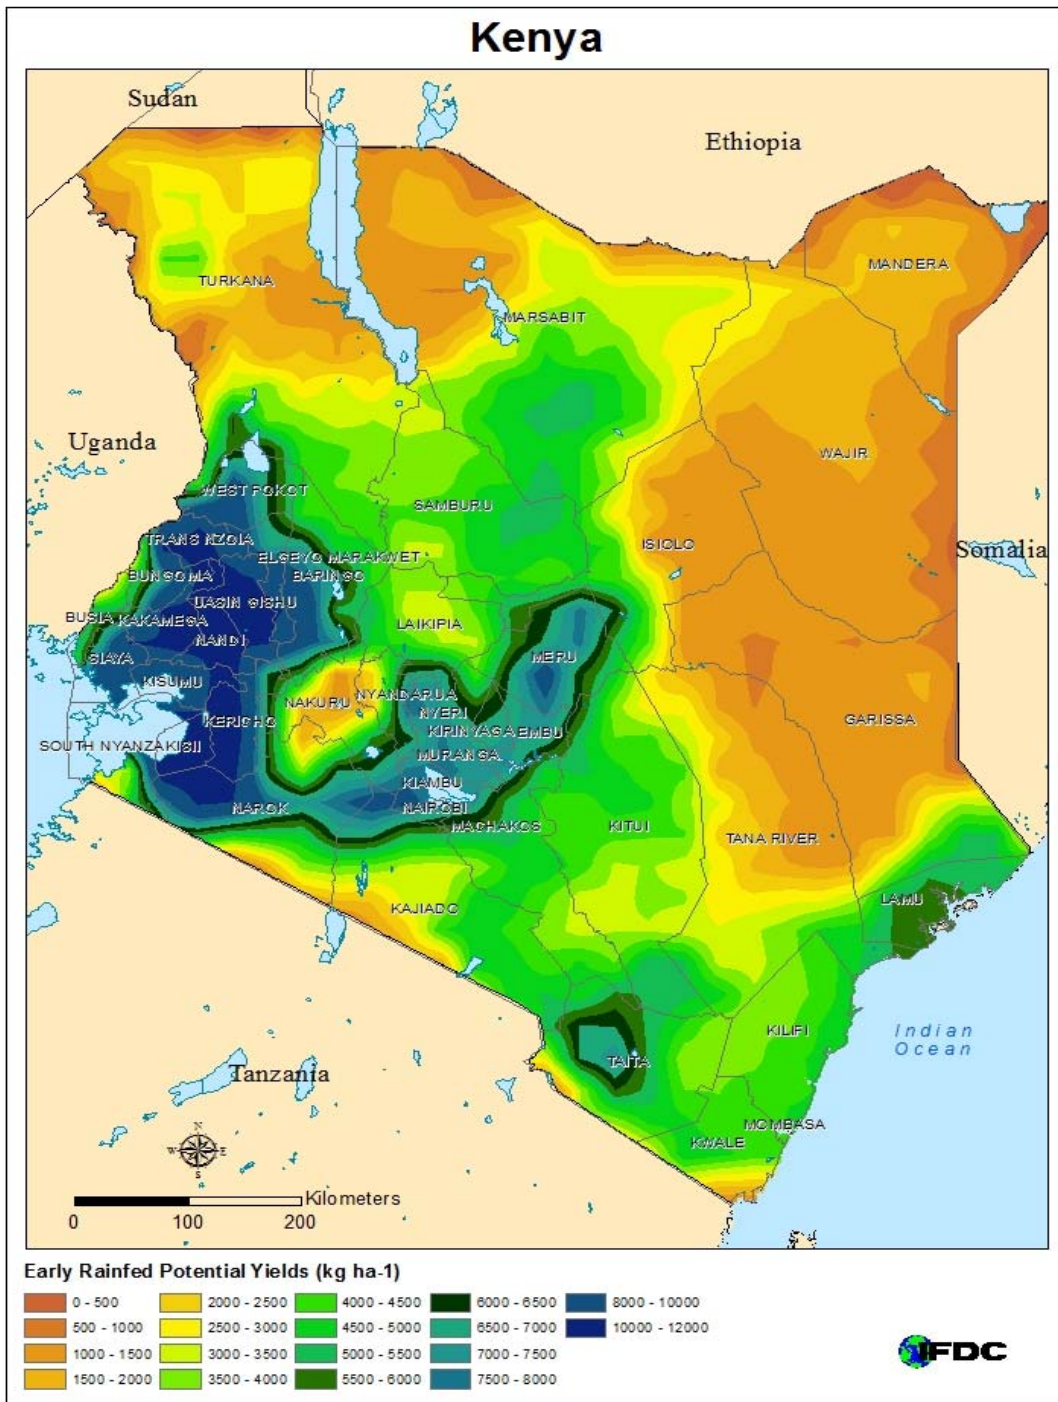 Kenya
Sudan
Ethiopia
MANDERA
TURKANA
MARSABIT
Uganda
WAJIR
WEST POKOT
SAMBURU
TRANS NZOIA
ISIOLO
Somalia
ELGEYO MARAKWET
BUNGOMA
BARINGO
UASIN GISHU
BUSIA
KAKAMEGA
LAIKIPIA
NANDI
SIAYA
MERU
KISUMU
NAKURU
NYANDARUA
KERICHO
NYERI
GARISSA
KIRINYAGA
EMBU
SOUTH NYANZA
KISII
MURANGA
KIAMBU
NAROK
NAIROBI
MACHAKOS
KITUI
TANA RIVER
LAMU
KAJIADO
KILIFI
Indian
Ocean
TAITA
Tanzania
MOMBASA
KWALE
N
W E
S
Kilometers
0 100 200
Early Rainfed Potential Yields (kg ha-1)
0 - 500 2000 - 2500 4000 - 4500 6000 - 6500 8000 - 10000
500 - 1000 2500 - 3000 4500 - 5000 6500 - 7000 10000 - 12000
1000 - 1500 3000 - 3500 5000 - 5500 7000 - 7500
1500 - 2000 3500 - 4000 5500 - 6000 7500 - 8000
IFDC